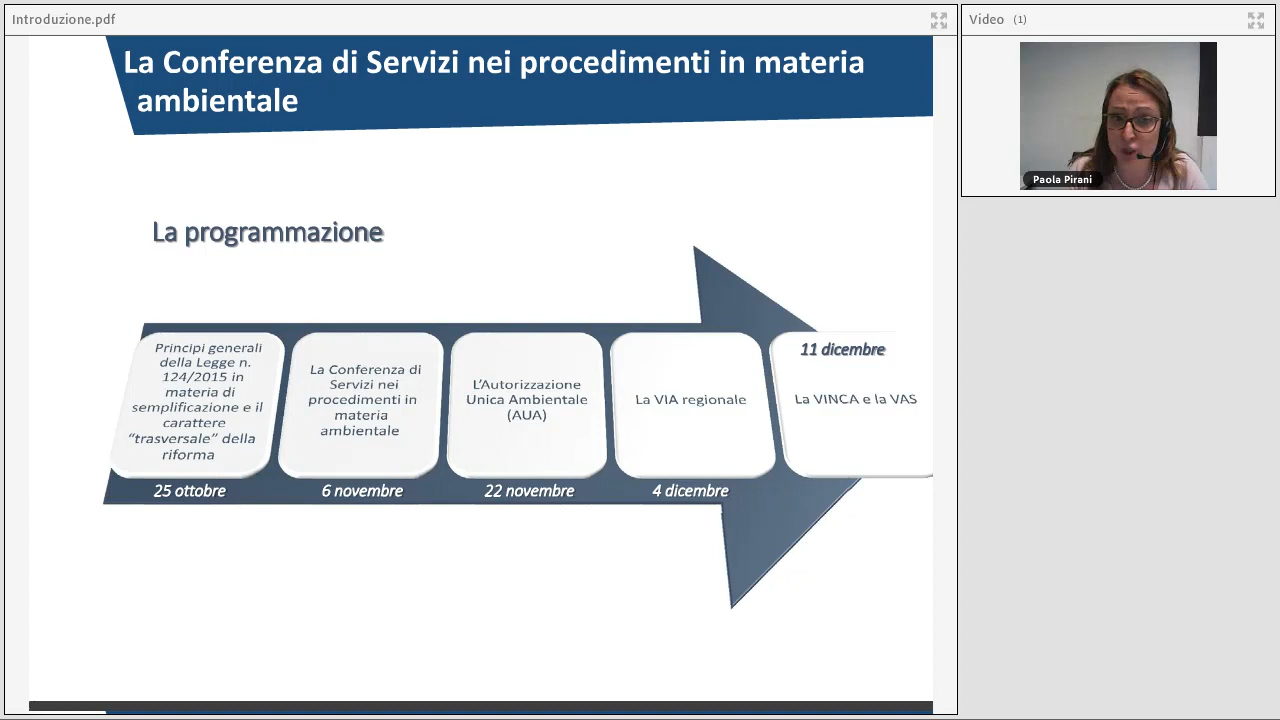 Introduzione.pdf
Video (1)
La Conferenza di Servizi nei procedimenti in materia
ambientale
Paola Pirani
La programmazione
Principi generali
della Legge n.
124/2015 in
materia di
semplificazione e il
carattere
“trasversale” della
riforma
25 ottobre
La Conferenza di
Servizi nei
procedimenti in
materia
ambientale
6 novembre
L’Autorizzazione
Unica Ambientale
(AUA)
22 novembre
La VIA regionale
4 dicembre
11 dicembre
La VINCA e la VAS